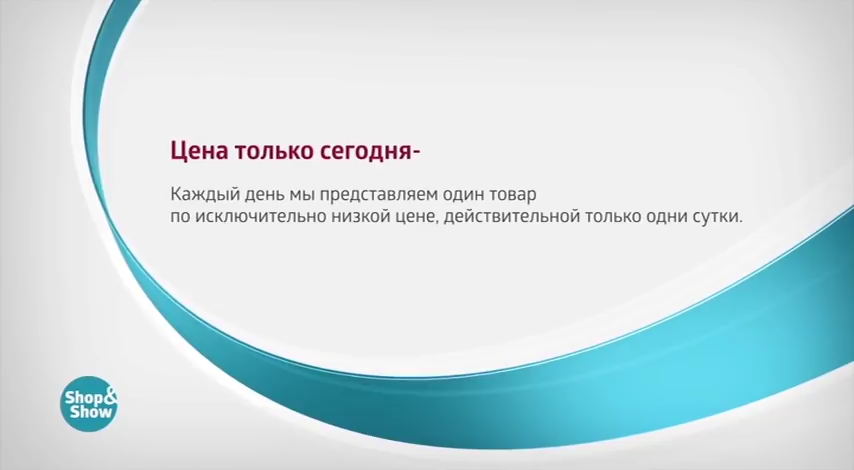 Цена только сегодня-
Каждый день мы представляем один товар
по исключительно низкой цене, действительной только одни сутки.
Shop&
Show